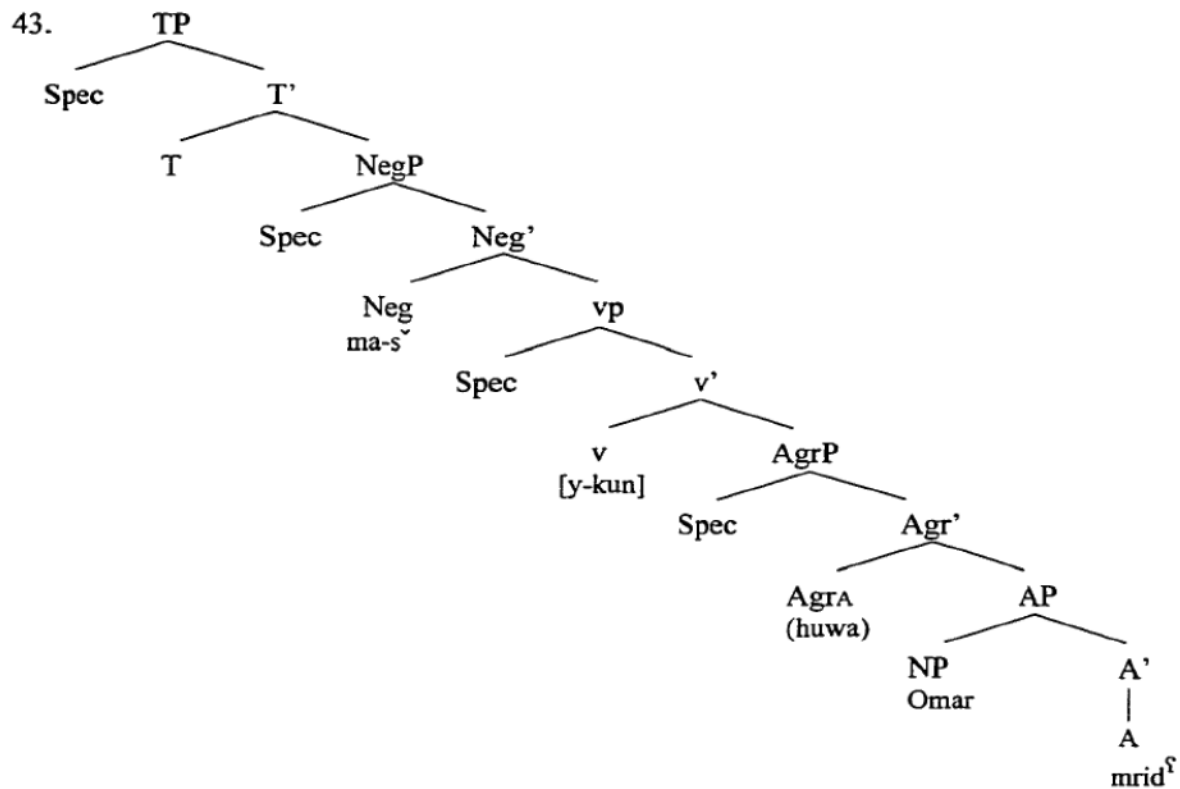 43. TP
Spec T’
T NegP
Spec Neg’
Neg vp
ma-š
Spec v’
v AgrP
[y-kun]
Spec Agr’
AgrA AP
(huwa)
NP A’
Omar
A
mridˤ